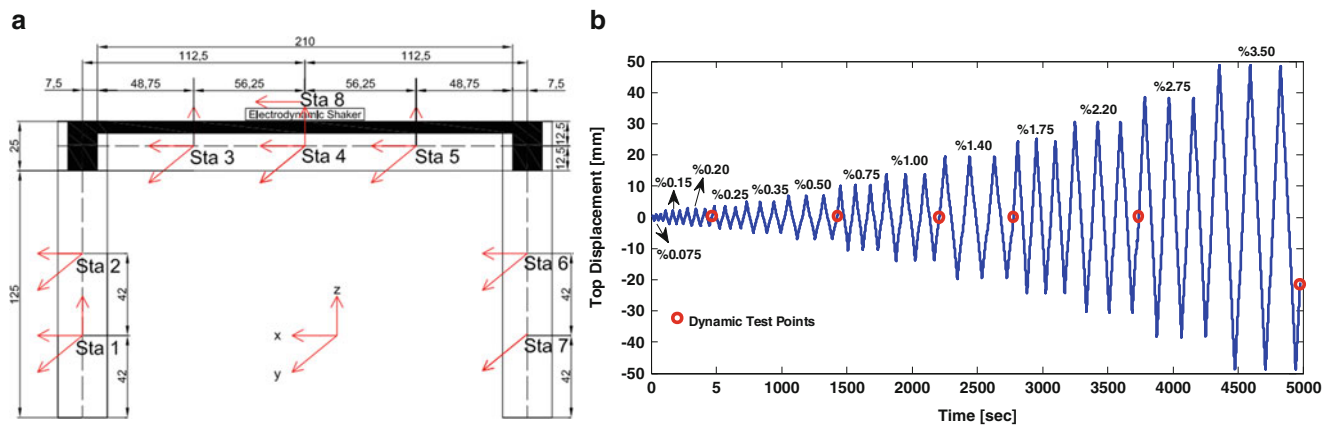 a
210
112,5 112,5
7,5 48,75 56,25 56,25 48,75 7,5
Sta 8
Electrodynamic Shaker
25
12,5
12,5
Sta 3 Sta 4 Sta 5
Sta 2 Sta 6
125
42
42
z
x
y
Sta 1 Sta 7
42
42
b
Top Displacement [mm]
50
40
30
20
10
0
-10
-20
-30
-40
-50
%0.075
%0.15
%0.20
%0.25
%0.35
%0.50
%0.75
%1.00
%1.40
%1.75
%2.20
%2.75
%3.50
Dynamic Test Points
0 5 1000 1500 2000 2500 3000 3500 4000 4500 5000
Time [sec]